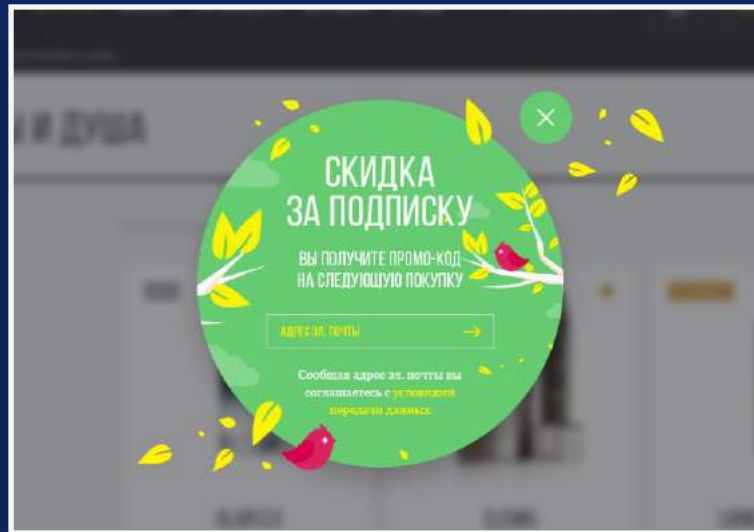 И ДУША
СКИДКА
ЗА ПОДПИСКУ
ВЫ ПОЛУЧИТЕ ПРОМО-КОД
НА СЛЕДУЮЩУЮ ПОКУПКУ
АДРЕС ЭЛ. ПОЧТЫ
Сообщая адрес эл. почты вы
соглашаетесь с условиями
передачи данных